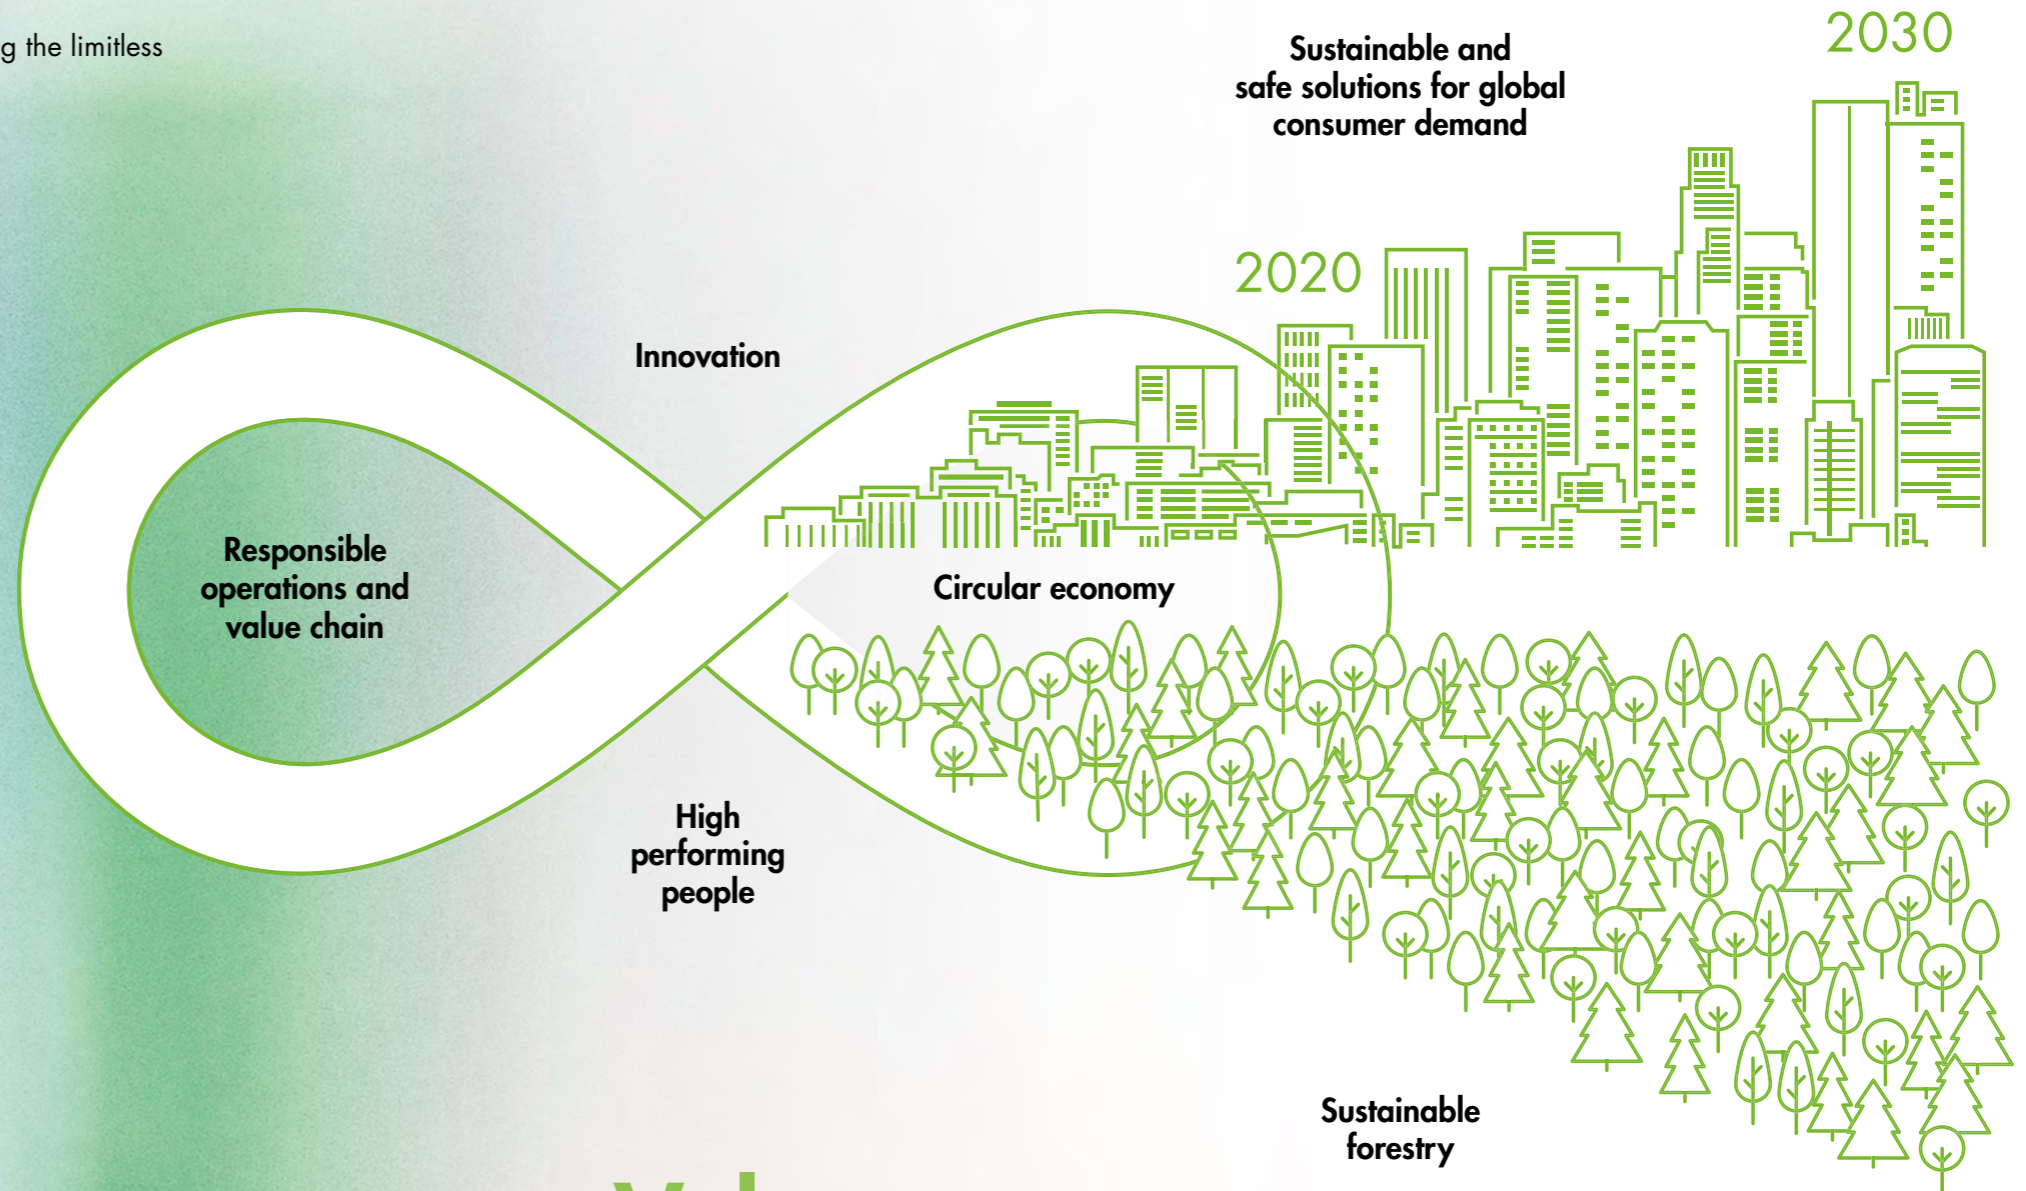 g the limitless
Sustainable and
safe solutions for global
consumer demand
2030
2020
Innovation
Responsible
operations and
value chain
Circular economy
High
performing
people
Sustainable
forestry